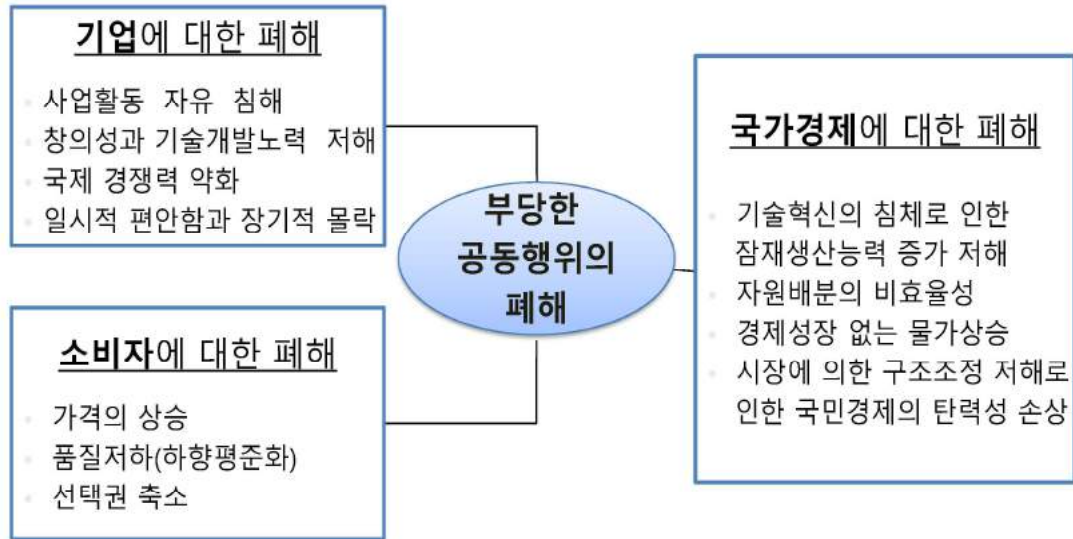 기업에 대한 폐해
사업활동 자유 침해
창의성과 기술개발노력 저해
국제 경쟁력 약화
일시적 편안함과 장기적 몰락
소비자에 대한 폐해
가격의 상승
품질저하(하향평준화)
선택권 축소
부당한
공동행위의
폐해
국가경제에 대한 폐해
기술혁신의 침체로 인한
잠재생산능력 증가 저해
자원배분의 비효율성
경제성장 없는 물가상승
시장에 의한 구조조정 저해로
인한 국민경제의 탄력성 손상